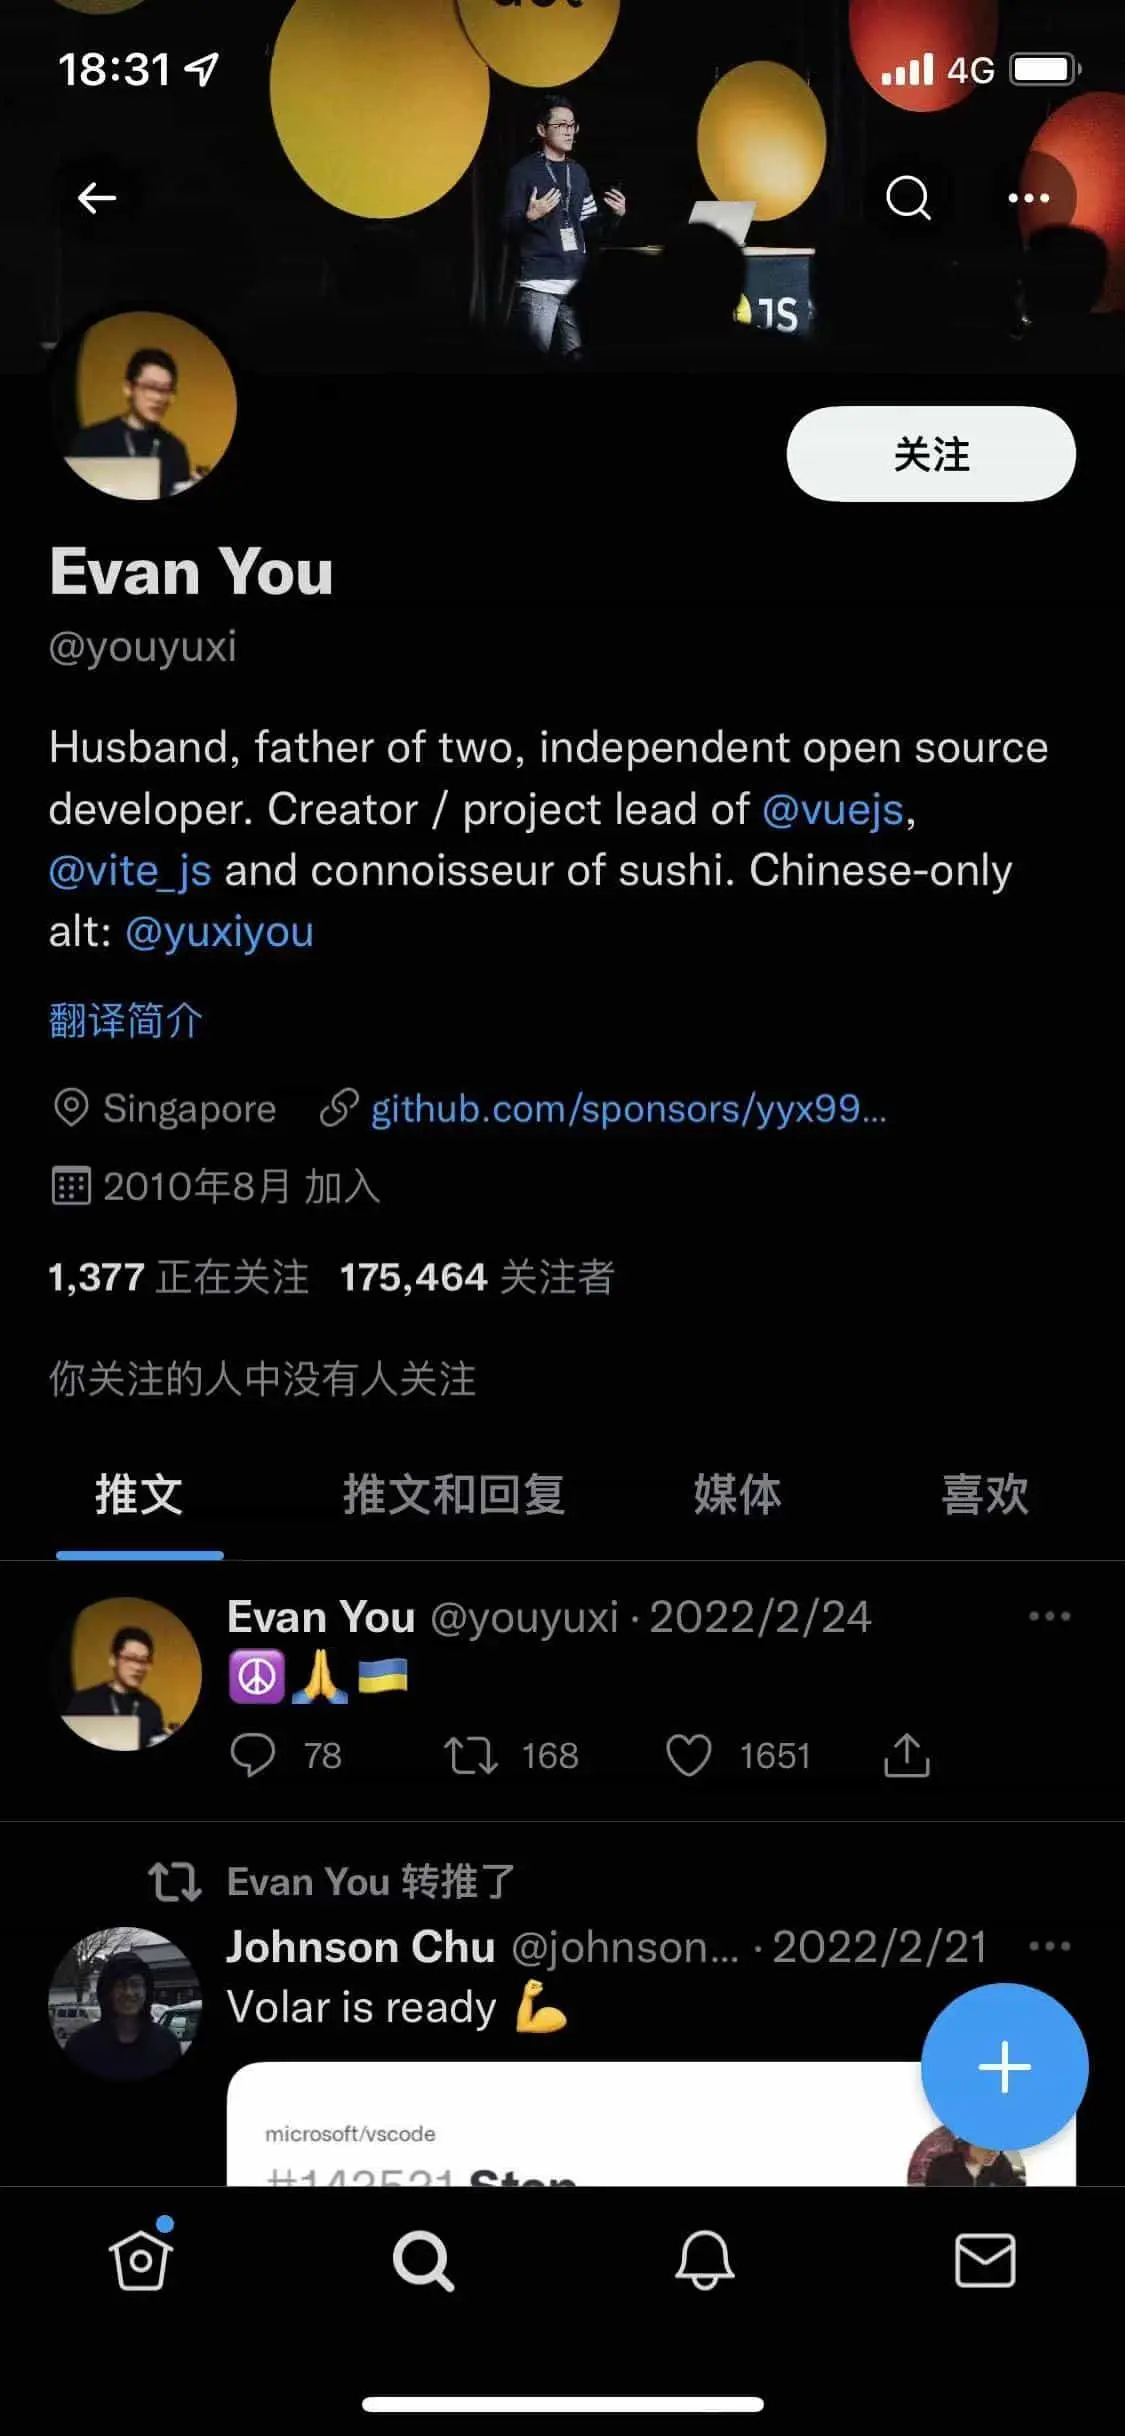 18:31
4G
JS
关注
Evan You
@youyuxi
Husband, father of two, independent open source
developer. Creator / project lead of @vuejs,
@vite_js and connoisseur of sushi. Chinese-only
alt: @yuxiyou
翻译简介
Singapore github.com/sponsors/yyx99...
2010年8月 加入
1,377 正在关注 175,464 关注者
你关注的人中没有人关注
推文 推文和回复 媒体 喜欢
Evan You @youyuxi · 2022/2/24
78 168 1651
Evan You 转推了
Johnson Chu @johnson... · 2022/2/21
Volar is ready
microsoft/vscode